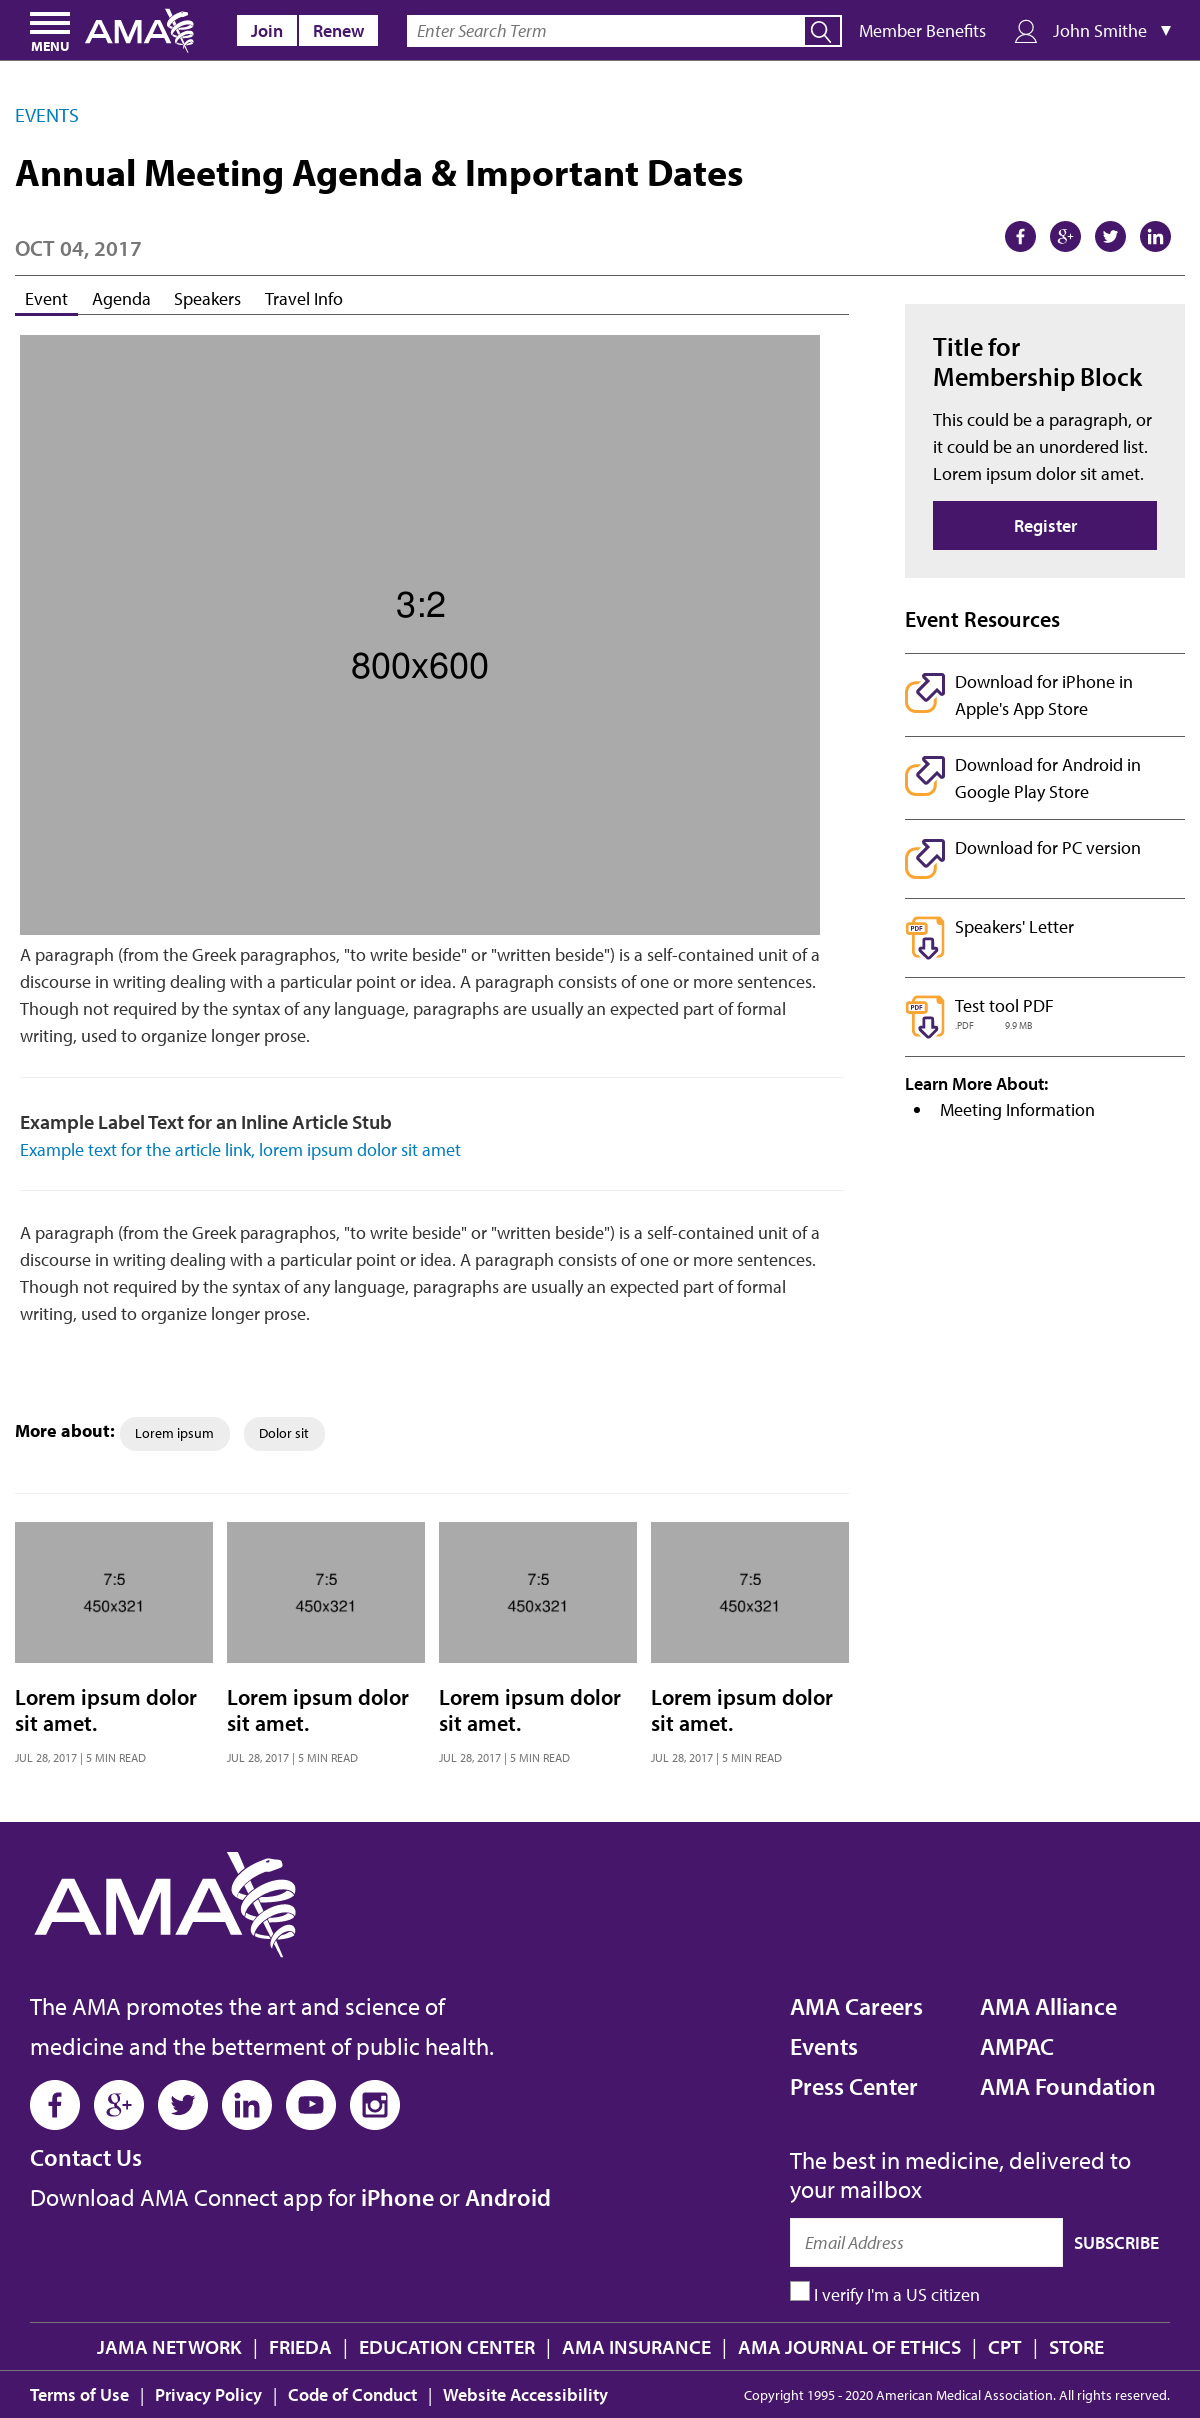 MENU
AMA
Join
Renew
Enter Search Term
Member Benefits
John Smithe ▼
EVENTS
Annual Meeting Agenda & Important Dates
OCT 04, 2017
Event
Agenda
Speakers
Travel Info
3:2
800x600
A paragraph (from the Greek paragraphos, "to write beside" or "written beside") is a self-contained unit of a
discourse in writing dealing with a particular point or idea. A paragraph consists of one or more sentences.
Though not required by the syntax of any language, paragraphs are usually an expected part of formal
writing, used to organize longer prose.
Example Label Text for an Inline Article Stub
Example text for the article link, lorem ipsum dolor sit amet
A paragraph (from the Greek paragraphos, "to write beside" or "written beside") is a self-contained unit of a
discourse in writing dealing with a particular point or idea. A paragraph consists of one or more sentences.
Though not required by the syntax of any language, paragraphs are usually an expected part of formal
writing, used to organize longer prose.
More about:
Lorem ipsum
Dolor sit
Title for
Membership Block
This could be a paragraph, or
it could be an unordered list.
Lorem ipsum dolor sit amet.
Register
Event Resources
Download for iPhone in
Apple's App Store
Download for Android in
Google Play Store
Download for PC version
PDF
Speakers' Letter
PDF
Test tool PDF
.PDF 9.9 MB
Learn More About:
• Meeting Information
7:5
450x321
Lorem ipsum dolor
sit amet.
JUL 28, 2017 | 5 MIN READ
7:5
450x321
Lorem ipsum dolor
sit amet.
JUL 28, 2017 | 5 MIN READ
7:5
450x321
Lorem ipsum dolor
sit amet.
JUL 28, 2017 | 5 MIN READ
7:5
450x321
Lorem ipsum dolor
sit amet.
JUL 28, 2017 | 5 MIN READ
AMA
The AMA promotes the art and science of
medicine and the betterment of public health.
Contact Us
Download AMA Connect app for iPhone or Android
AMA Careers
Events
Press Center
AMA Alliance
AMPAC
AMA Foundation
The best in medicine, delivered to
your mailbox
Email Address
SUBSCRIBE
I verify I'm a US citizen
JAMA NETWORK | FRIEDA | EDUCATION CENTER | AMA INSURANCE | AMA JOURNAL OF ETHICS | CPT | STORE
Terms of Use | Privacy Policy | Code of Conduct | Website Accessibility
Copyright 1995 - 2020 American Medical Association. All rights reserved.